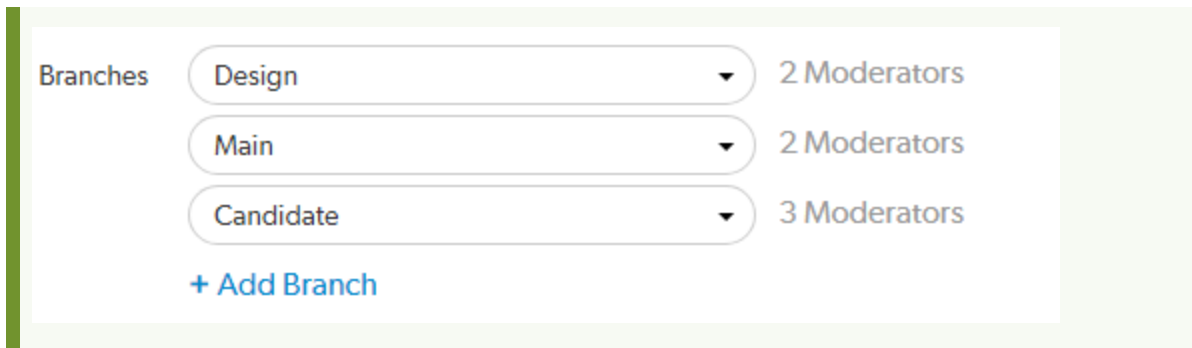 Branches Design 2 Moderators
Main 2 Moderators
Candidate 3 Moderators
+ Add Branch